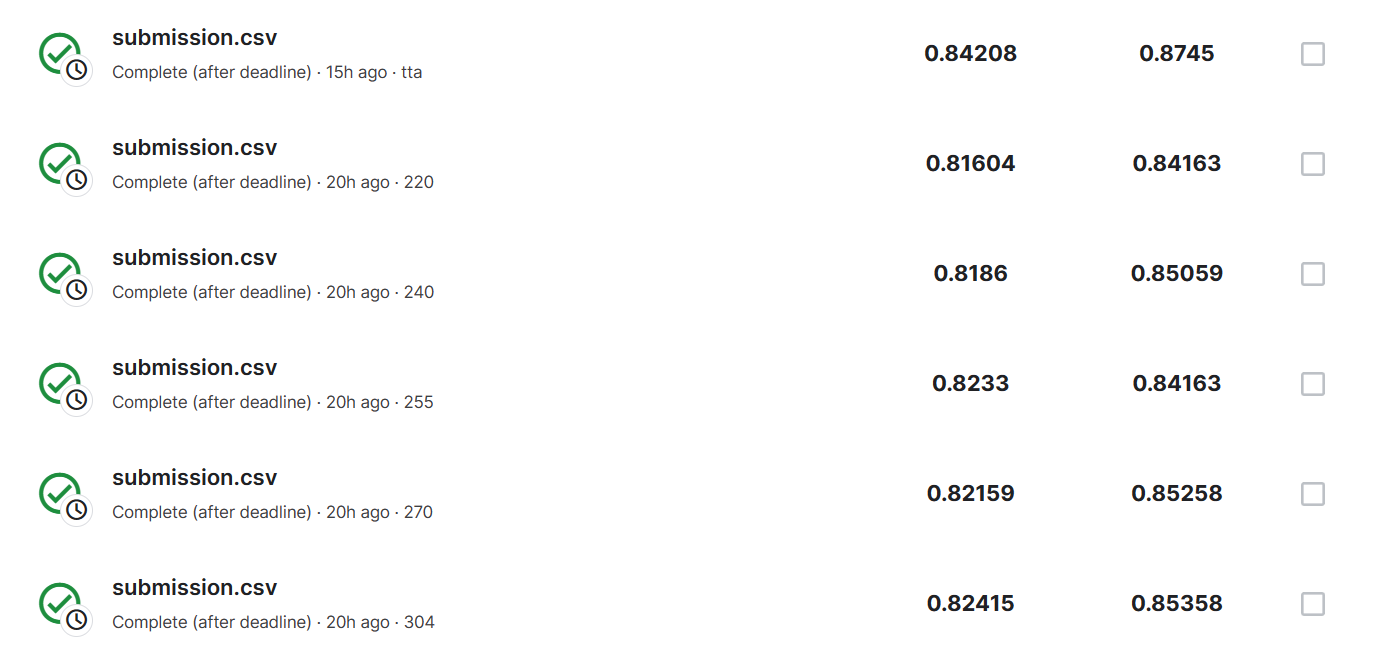 submission.csv
Complete (after deadline) · 15h ago · tta
0.84208
0.8745
submission.csv
Complete (after deadline) · 20h ago · 220
0.81604
0.84163
submission.csv
Complete (after deadline) · 20h ago · 240
0.8186
0.85059
submission.csv
Complete (after deadline) · 20h ago · 255
0.8233
0.84163
submission.csv
Complete (after deadline) · 20h ago · 270
0.82159
0.85258
submission.csv
Complete (after deadline) · 20h ago · 304
0.82415
0.85358